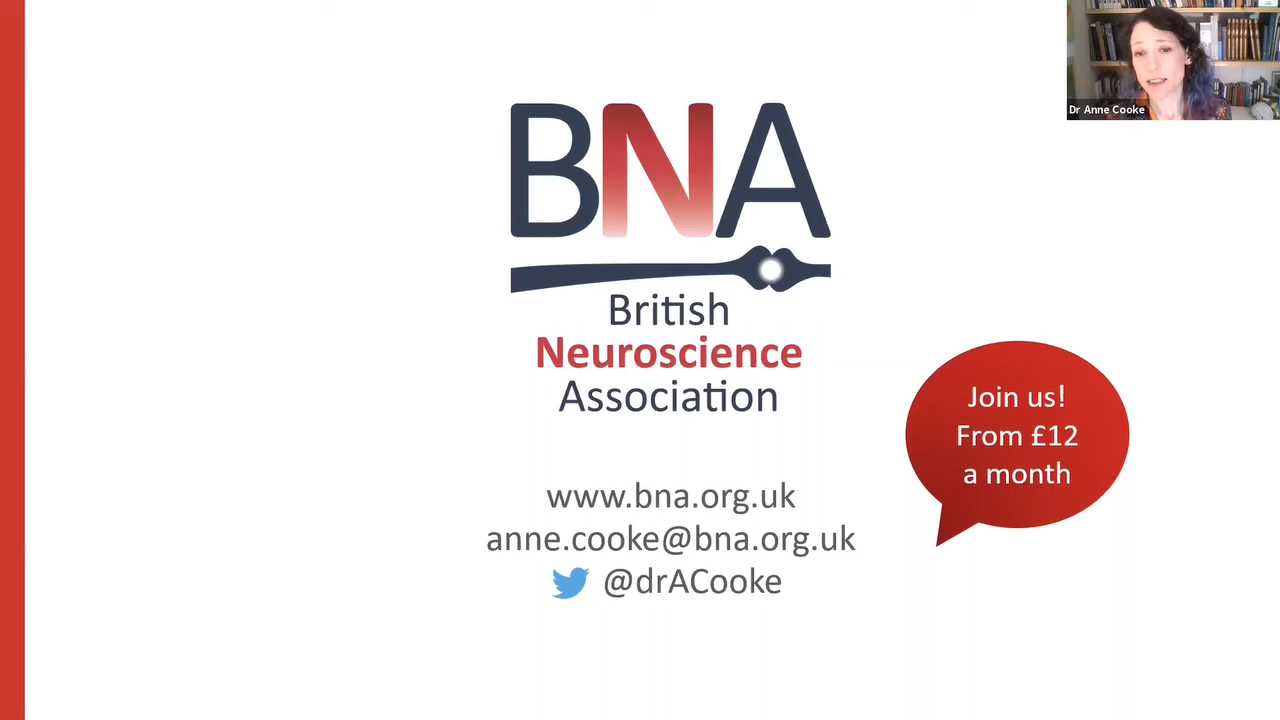 Dr Anne Cooke
BNA
British
Neuroscience
Association
Join us!
From £12
a month
www.bna.org.uk
anne.cooke@bna.org.uk
@drACooke